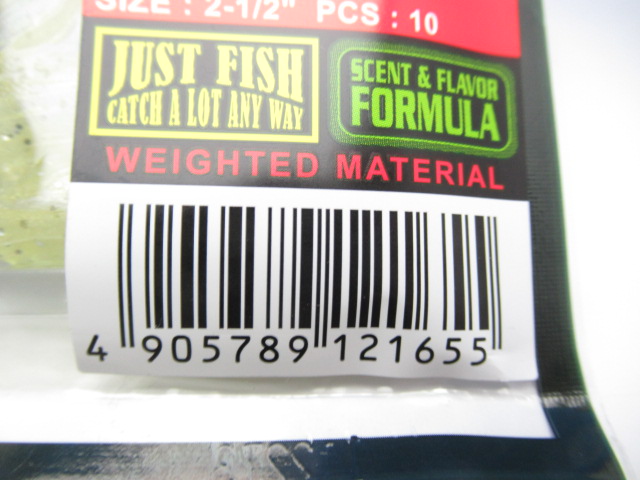 SIZE : 2-1/2" PCS : 10
JUST FISH
CATCH A LOT ANY WAY
SCENT & FLAVOR
FORMULA
WEIGHTED MATERIAL
4 905789 121655